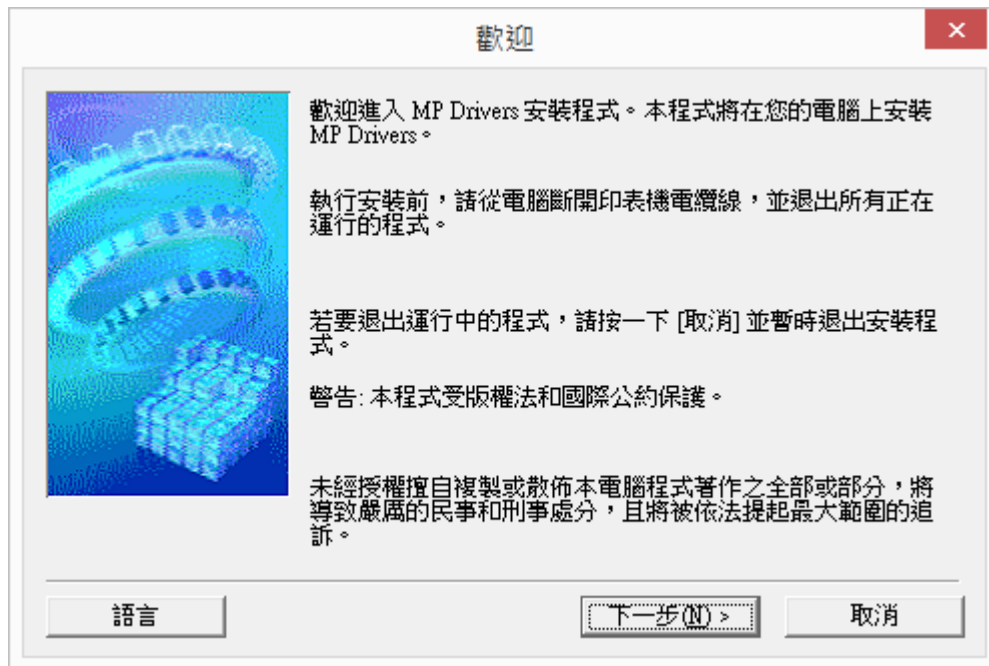 歡迎
歡迎進入 MP Drivers 安裝程式。本程式將在您的電腦上安裝
MP Drivers。
執行安裝前，請從電腦斷開印表機電纜線，並退出所有正在
運行的程式。
若要退出運行中的程式，請按一下 [取消] 並暫時退出安裝程
式。
警告: 本程式受版權法和國際公約保護。
未經授權擅自複製或散佈本電腦程式著作之全部或部分，將
導致嚴厲的民事和刑事處分，且將被依法提起最大範圍的追
訴。
語言
下一步(N) >
取消